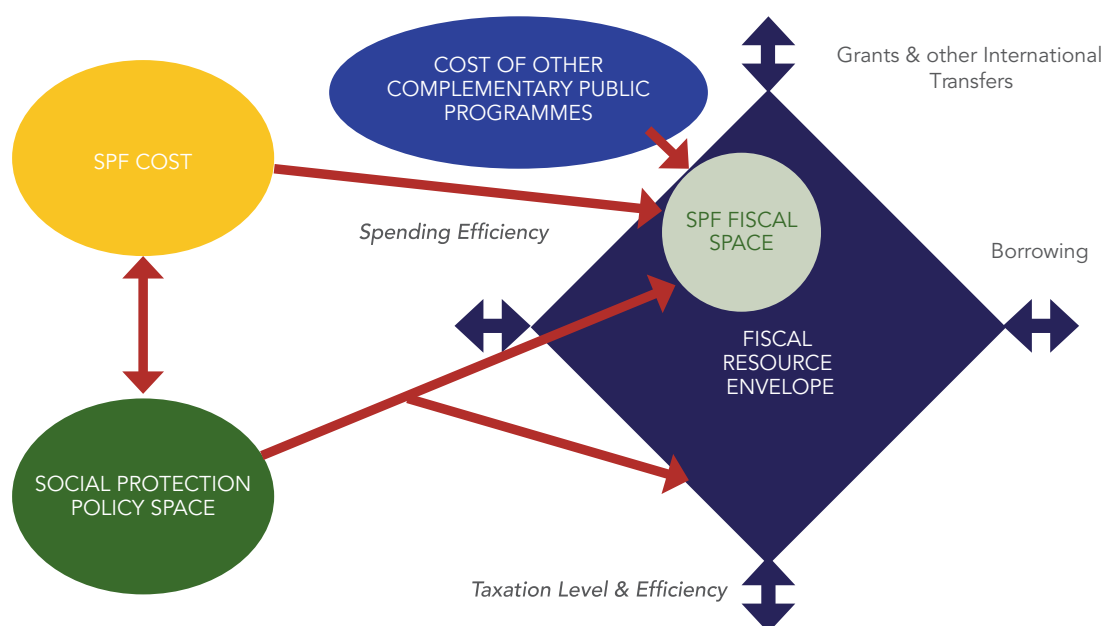 COST OF OTHER
COMPLEMENTARY PUBLIC
PROGRAMMES
Grants & other International
Transfers
SPF COST
SPF FISCAL
SPACE
Spending Efficiency
Borrowing
FISCAL
RESOURCE
ENVELOPE
SOCIAL PROTECTION
POLICY SPACE
Taxation Level & Efficiency